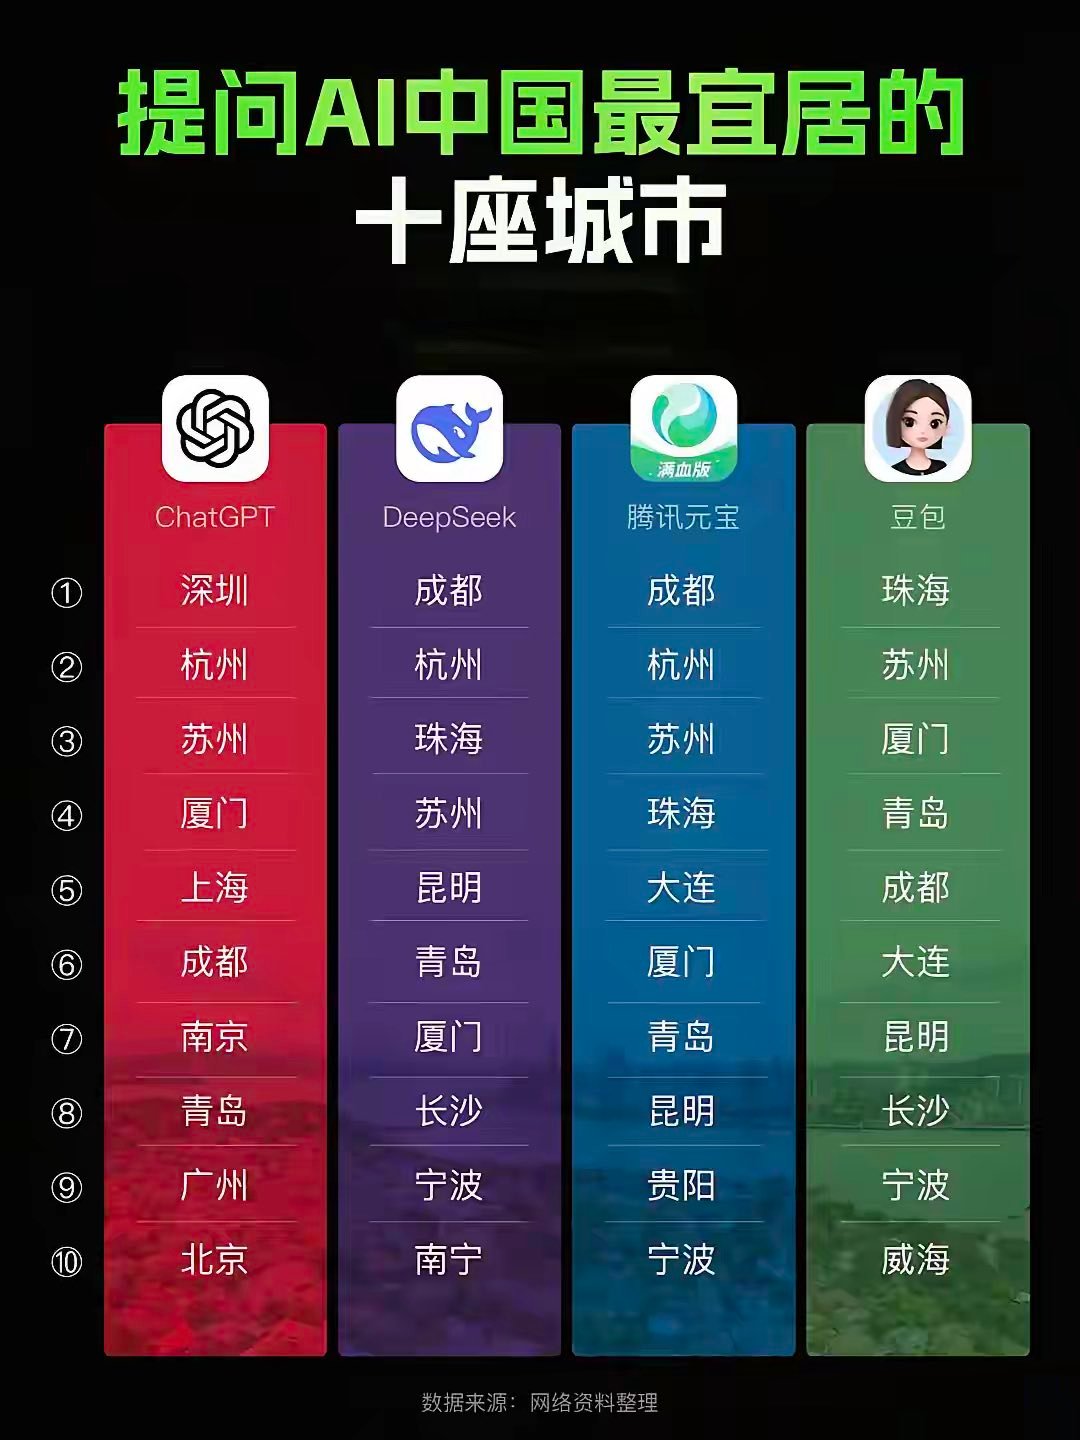 提问AI中国最宜居的
十座城市
满血版
ChatGPT DeepSeek 腾讯元宝 豆包
① 深圳 成都 成都 珠海
② 杭州 杭州 杭州 苏州
③ 苏州 珠海 苏州 厦门
④ 厦门 苏州 珠海 青岛
⑤ 上海 昆明 大连 成都
⑥ 成都 青岛 厦门 大连
⑦ 南京 厦门 青岛 昆明
⑧ 青岛 长沙 昆明 长沙
⑨ 广州 宁波 贵阳 宁波
⑩ 北京 南宁 宁波 威海
数据来源：网络资料整理